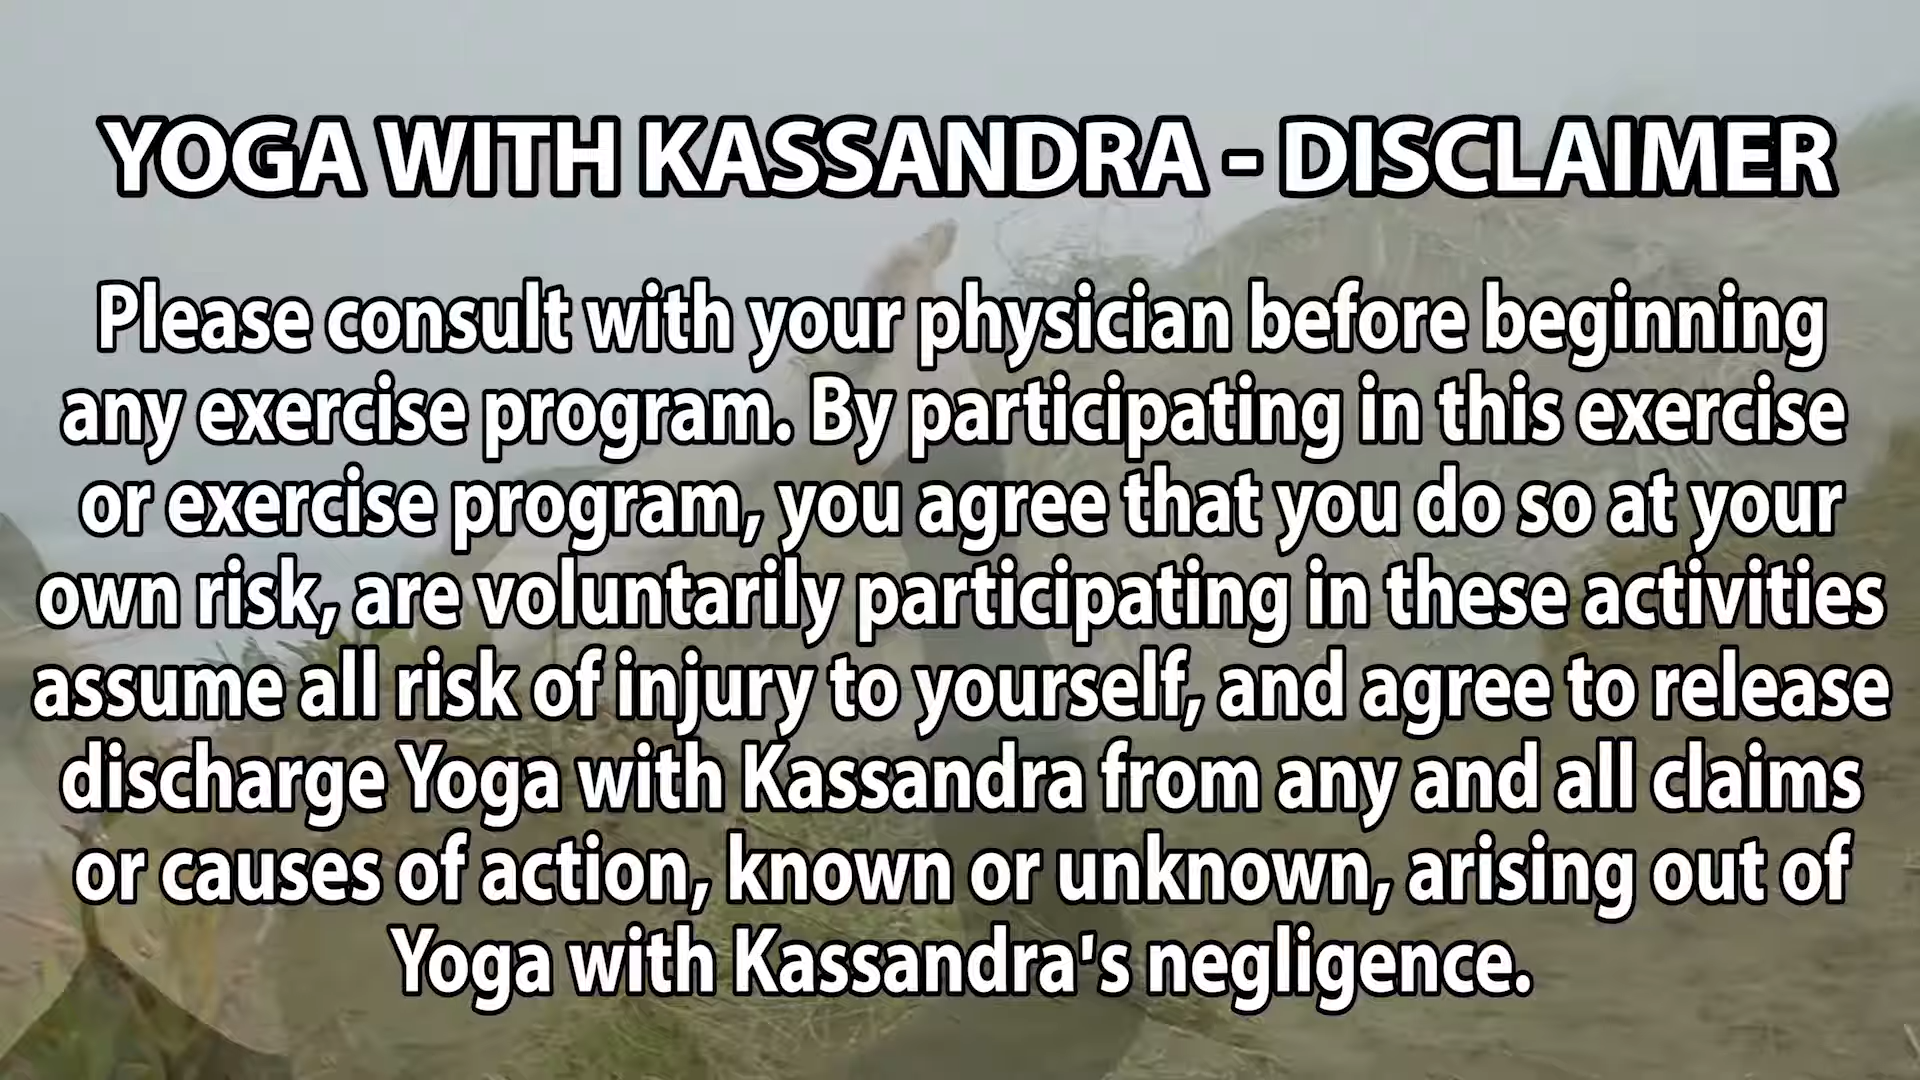 YOGA WITH KASSANDRA - DISCLAIMER
Please consult with your physician before beginning
any exercise program. By participating in this exercise
or exercise program, you agree that you do so at your
own risk, are voluntarily participating in these activities
assume all risk of injury to yourself, and agree to release
discharge Yoga with Kassandra from any and all claims
or causes of action, known or unknown, arising out of
Yoga with Kassandra's negligence.